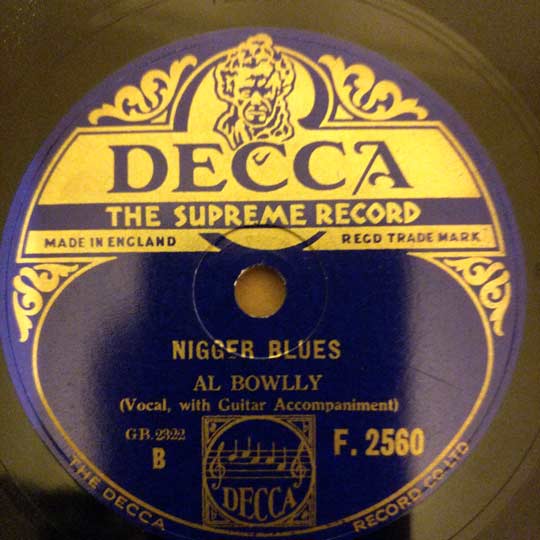 DECCA
THE SUPREME RECORD
MADE IN ENGLAND REGD TRADE MARK
NIGGER BLUES
AL BOWLLY
(Vocal, with Guitar Accompaniment)
GB.2322
B
F. 2560
DECCA
THE DECCA RECORD CO LTD